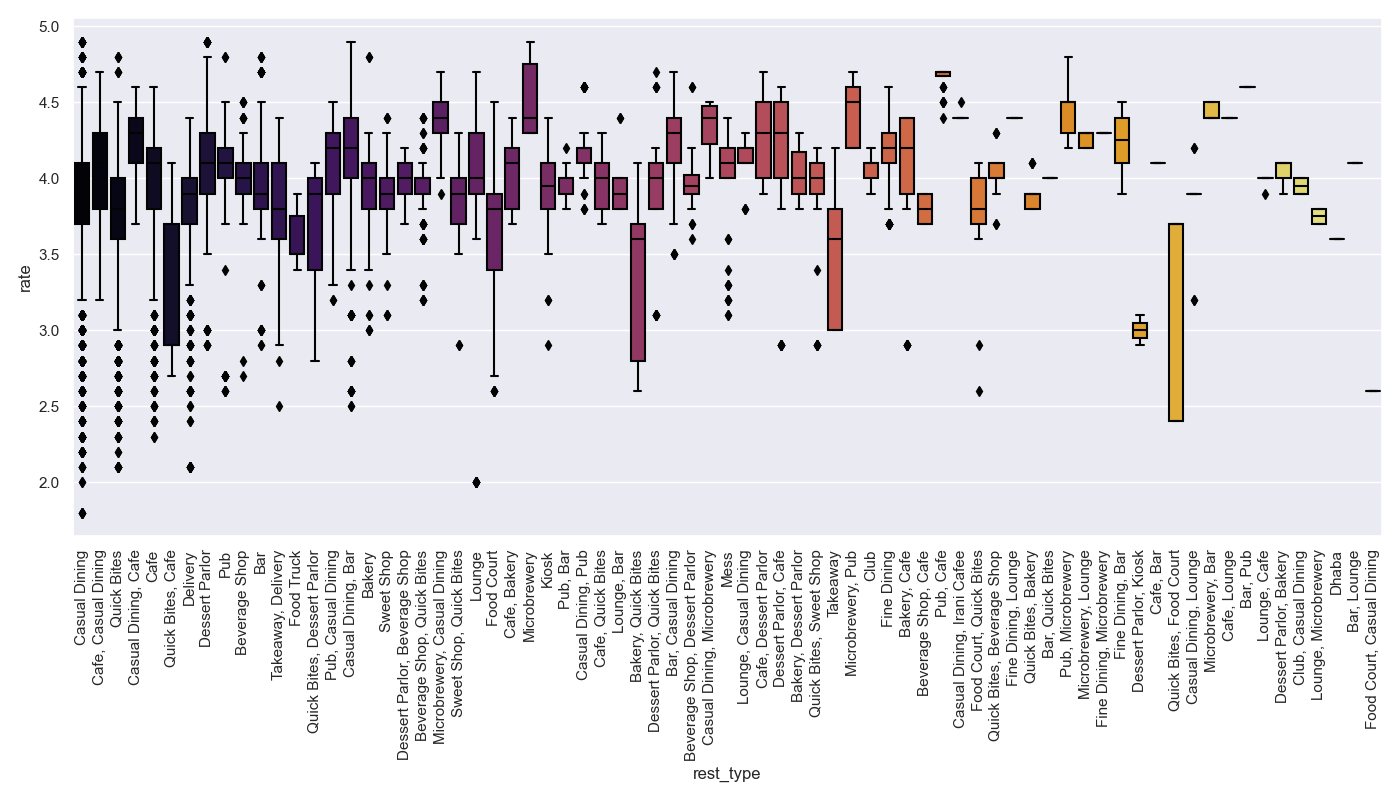 5.0
4.5
4.0
3.5
3.0
2.5
2.0
rate
Casual Dining
Cafe, Casual Dining
Quick Bites
Casual Dining, Cafe
Cafe
Quick Bites, Cafe
Delivery
Dessert Parlor
Pub
Beverage Shop
Bar
Takeaway, Delivery
Food Truck
Quick Bites, Dessert Parlor
Pub, Casual Dining
Casual Dining, Bar
Bakery
Sweet Shop
Dessert Parlor, Beverage Shop
Beverage Shop, Quick Bites
Microbrewery, Casual Dining
Sweet Shop, Quick Bites
Lounge
Food Court
Cafe, Bakery
Microbrewery
Kiosk
Pub, Bar
Casual Dining, Pub
Cafe, Quick Bites
Lounge, Bar
Bakery, Quick Bites
Dessert Parlor, Quick Bites
Bar, Casual Dining
Beverage Shop, Dessert Parlor
Casual Dining, Microbrewery
Mess
Lounge, Casual Dining
Cafe, Dessert Parlor
Dessert Parlor, Cafe
Bakery, Dessert Parlor
Quick Bites, Sweet Shop
Takeaway
Microbrewery, Pub
Club
Fine Dining
Bakery, Cafe
Beverage Shop, Cafe
Pub, Cafe
Casual Dining, Irani Cafee
Food Court, Quick Bites
Quick Bites, Beverage Shop
Fine Dining, Lounge
Quick Bites, Bakery
Bar, Quick Bites
Pub, Microbrewery
Microbrewery, Lounge
Fine Dining, Microbrewery
Fine Dining, Bar
Dessert Parlor, Kiosk
Cafe, Bar
Quick Bites, Food Court
Casual Dining, Lounge
Microbrewery, Bar
Cafe, Lounge
Bar, Pub
Lounge, Cafe
Dessert Parlor, Bakery
Club, Casual Dining
Lounge, Microbrewery
Dhaba
Bar, Lounge
Food Court, Casual Dining
rest_type